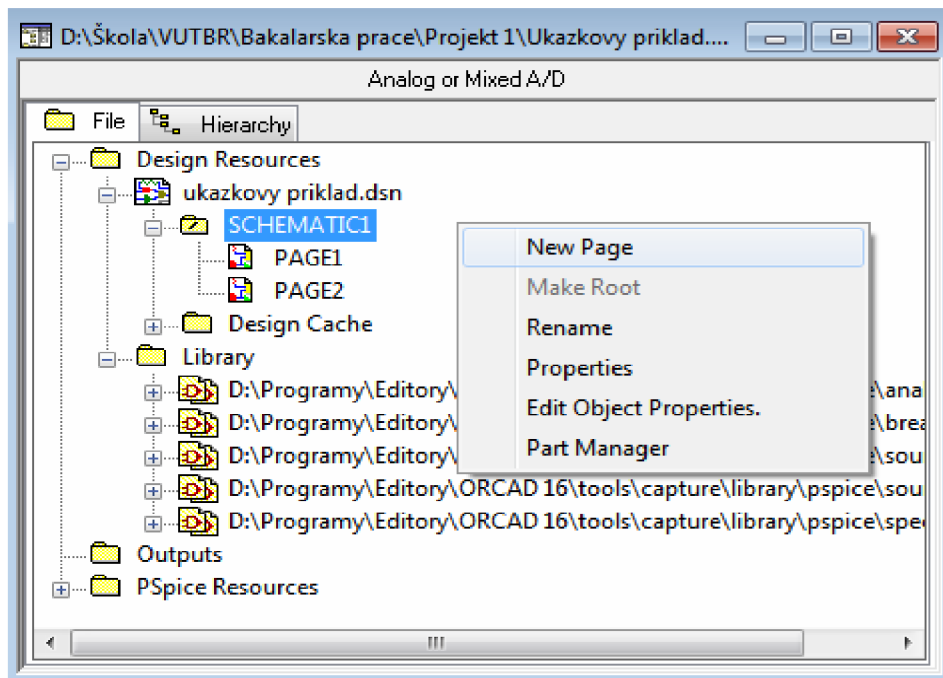 D:\Škola\VUTBR\Bakalarska prace\Projekt 1\Ukazkovy priklad....
Analog or Mixed A/D
File Hierarchy
Design Resources
ukazkovy priklad.dsn
SCHEMATIC1
PAGE1
PAGE2
Design Cache
Library
D:\Programy\Editory\ \ana
D:\Programy\Editory\ \brea
D:\Programy\Editory\ \sou
D:\Programy\Editory\ORCAD 16\tools\capture\library\pspice\sou
D:\Programy\Editory\ORCAD 16\tools\capture\library\pspice\spe
Outputs
PSpice Resources
New Page
Make Root
Rename
Properties
Edit Object Properties.
Part Manager